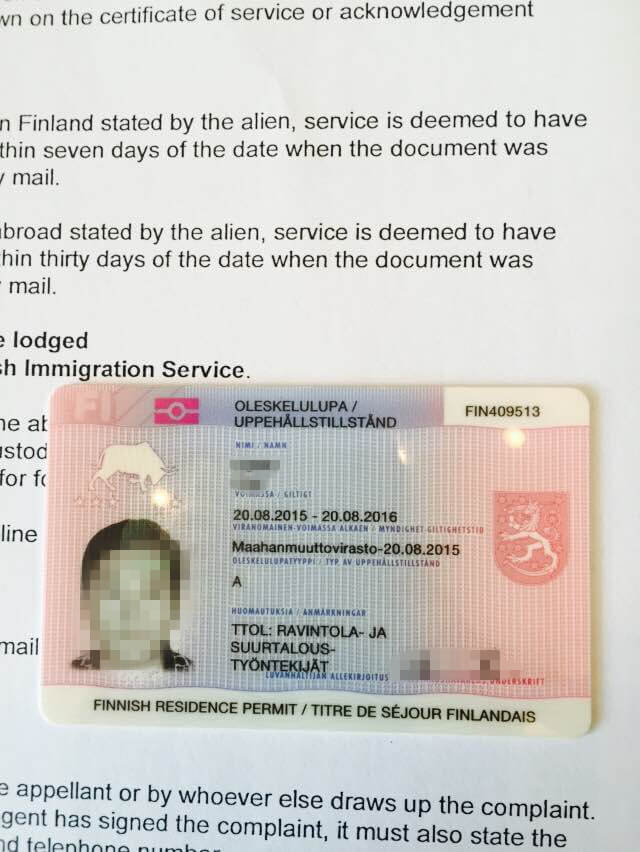 wn on the certificate of service or acknowledgement
n Finland stated by the alien, service is deemed to have
thin seven days of the date when the document was
mail.
broad stated by the alien, service is deemed to have
thin thirty days of the date when the document was
mail.
e lodged
sh Immigration Service.
FI
OLESKELULUPA /
UPPEHÅLLSTILLSTÅND
FIN409513
NIMI / NAMN
VOIMASSA / GILTIGT
20.08.2015 - 20.08.2016
VIRANOMAINEN-VOIMASSA ALKAEN / MYNDIGHET-GILTIGHETSTID
Maahanmuuttovirasto-20.08.2015
OLESKELULUPATYYPPI / TYP AV UPPEHÅLLSTILLSTÅND
A
HUOMAUTUKSIA / ANMÄRKNINGAR
TTOL: RAVINTOLA- JA
SUURTALOUS-
TYÖNTEKIJÄT
LUVANHALTIJAN ALLEKIRJOITUS
UNDERSKRIFT
FINNISH RESIDENCE PERMIT / TITRE DE SÉJOUR FINLANDAIS
he ab
ustod
for fo
line
mail
e appellant or by whoever else draws up the complaint.
gent has signed the complaint, it must also state the
nd telephone number